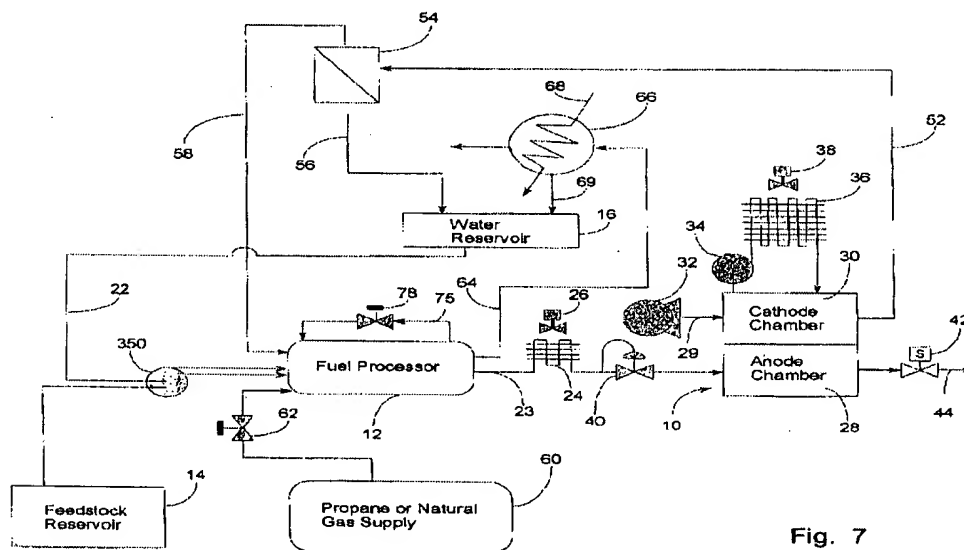 54
68
66
58
56
52
38
36
69
Water
Reservoir
16
34
32
30
22
64
78
75
26
Cathode
Chamber
29
42
S
350
Fuel Processor
Anode
Chamber
23
24
40
10
28
44
62
12
14
60
Feedstock
Reservoir
Propane or Natural
Gas Supply
Fig. 7